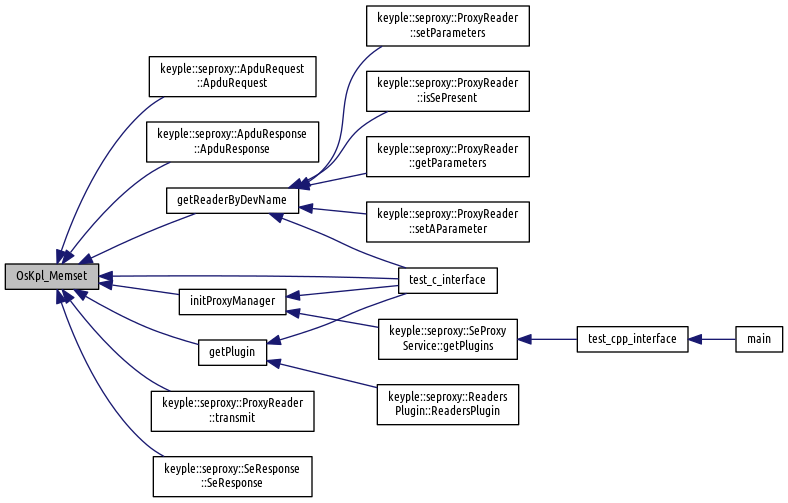 keyple::seproxy::ProxyReader
::setParameters
keyple::seproxy::ApduRequest
::ApduRequest
keyple::seproxy::ProxyReader
::isSePresent
keyple::seproxy::ApduResponse
::ApduResponse
keyple::seproxy::ProxyReader
::getParameters
getReaderByDevName
keyple::seproxy::ProxyReader
::setAParameter
OsKpl_Memset
test_c_interface
initProxyManager
keyple::seproxy::SeProxy
Service::getPlugins
test_cpp_interface
main
getPlugin
keyple::seproxy::Readers
Plugin::ReadersPlugin
keyple::seproxy::ProxyReader
::transmit
keyple::seproxy::SeResponse
::SeResponse